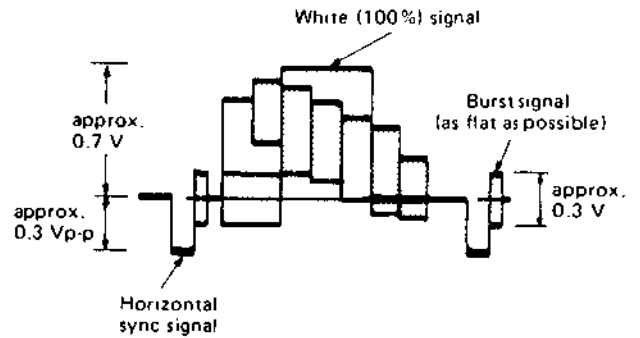 White (100%) signal
Burst signal
(as flat as possible)
approx.
0.7 V
approx.
0.3 Vp-p
approx.
0.3 V
Horizontal
sync signal